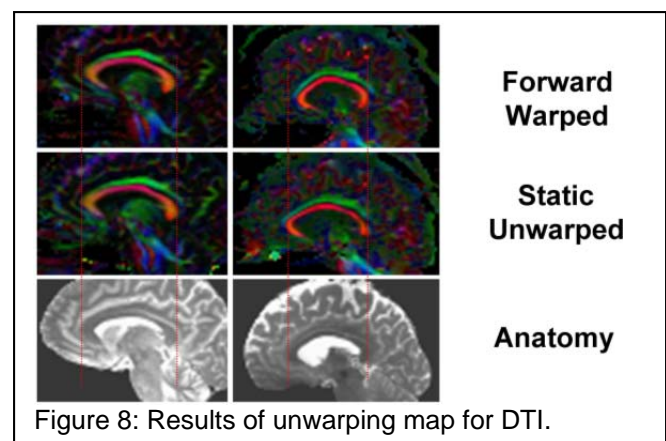 Forward
Warped
Static
Unwarped
Anatomy
Figure 8: Results of unwarping map for DTI.